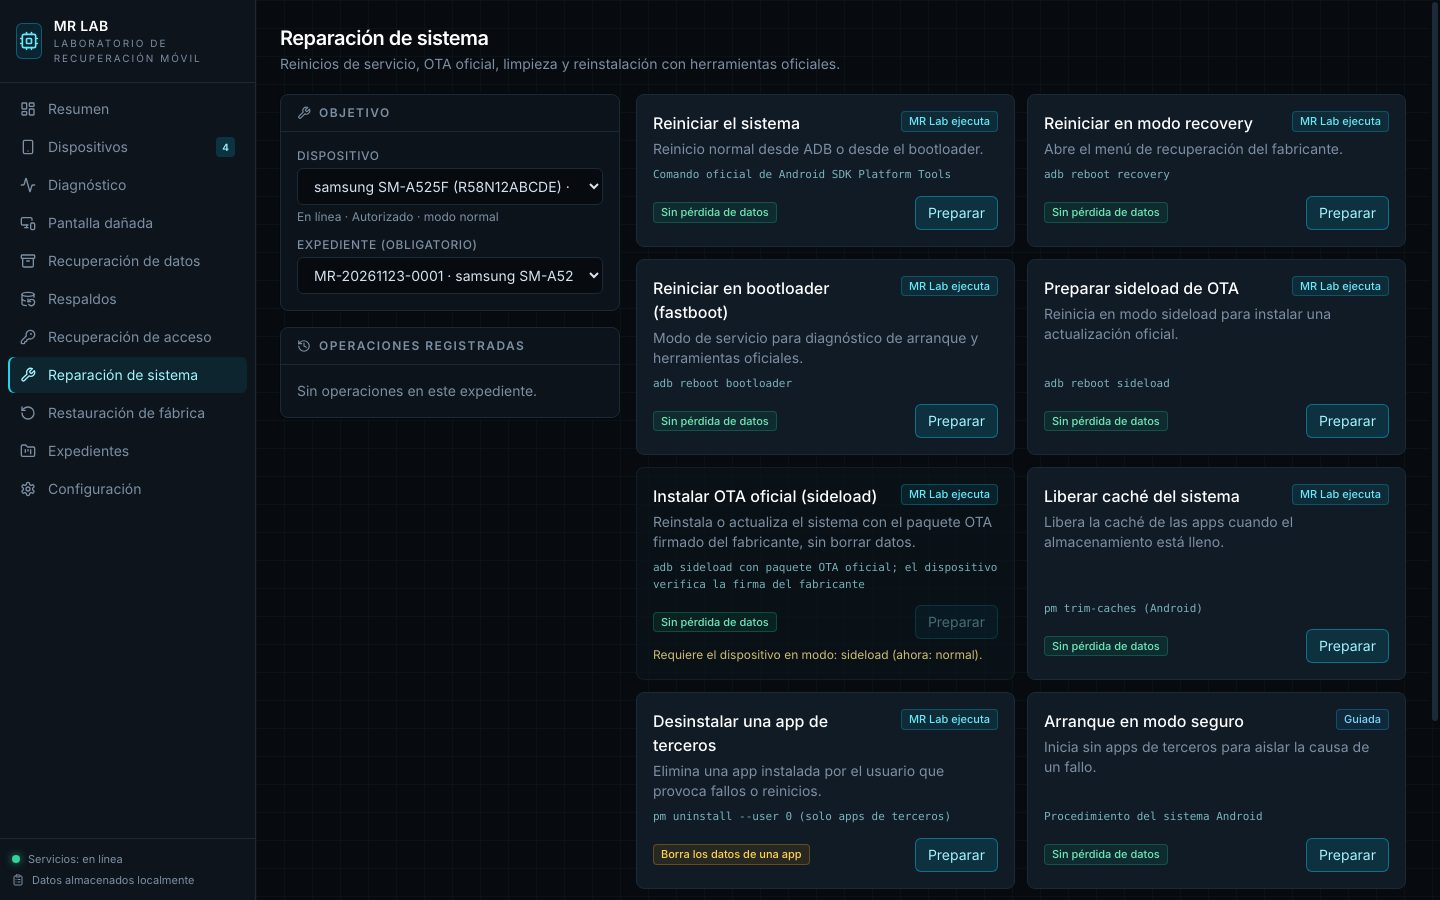 MR LAB
LABORATORIO DE
RECUPERACIÓN MÓVIL
Resumen
Dispositivos
4
Diagnóstico
Pantalla dañada
Recuperación de datos
Respaldos
Recuperación de acceso
Reparación de sistema
Restauración de fábrica
Expedientes
Configuración
Servicios: en línea
Datos almacenados localmente
Reparación de sistema
Reinicios de servicio, OTA oficial, limpieza y reinstalación con herramientas oficiales.
OBJETIVO
DISPOSITIVO
samsung SM-A525F (R58N12ABCDE) ·
En línea · Autorizado · modo normal
EXPEDIENTE (OBLIGATORIO)
MR-20261123-0001 · samsung SM-A52
OPERACIONES REGISTRADAS
Sin operaciones en este expediente.
Reiniciar el sistema
MR Lab ejecuta
Reinicio normal desde ADB o desde el bootloader.
Comando oficial de Android SDK Platform Tools
Sin pérdida de datos
Preparar
Reiniciar en modo recovery
MR Lab ejecuta
Abre el menú de recuperación del fabricante.
adb reboot recovery
Sin pérdida de datos
Preparar
Reiniciar en bootloader
(fastboot)
MR Lab ejecuta
Modo de servicio para diagnóstico de arranque y
herramientas oficiales.
adb reboot bootloader
Sin pérdida de datos
Preparar
Preparar sideload de OTA
MR Lab ejecuta
Reinicia en modo sideload para instalar una
actualización oficial.
adb reboot sideload
Sin pérdida de datos
Preparar
Instalar OTA oficial (sideload)
MR Lab ejecuta
Reinstala o actualiza el sistema con el paquete OTA
firmado del fabricante, sin borrar datos.
adb sideload con paquete OTA oficial; el dispositivo
verifica la firma del fabricante
Sin pérdida de datos
Preparar
Requiere el dispositivo en modo: sideload (ahora: normal).
Liberar caché del sistema
MR Lab ejecuta
Libera la caché de las apps cuando el
almacenamiento está lleno.
pm trim-caches (Android)
Sin pérdida de datos
Preparar
Desinstalar una app de
terceros
MR Lab ejecuta
Elimina una app instalada por el usuario que
provoca fallos o reinicios.
pm uninstall --user 0 (solo apps de terceros)
Borra los datos de una app
Preparar
Arranque en modo seguro
Guiada
Inicia sin apps de terceros para aislar la causa de
un fallo.
Procedimiento del sistema Android
Sin pérdida de datos
Preparar